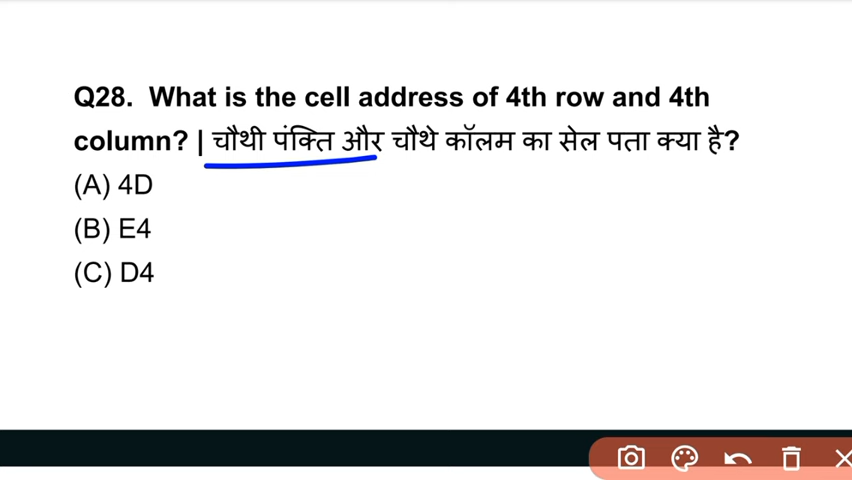 Q28. What is the cell address of 4th row and 4th
column? | चौथी पंक्ति और चौथे कॉलम का सेल पता क्या है?
(A) 4D
(B) E4
(C) D4